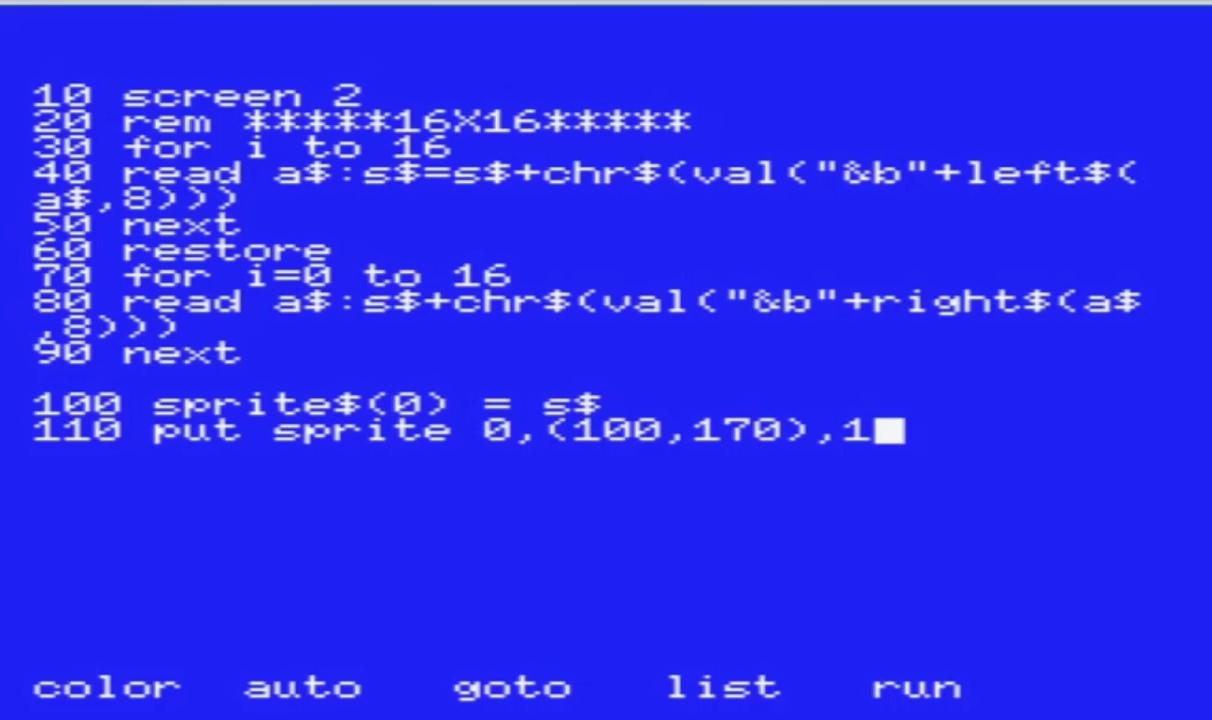 10 screen 2
20 rem *****16X16*****
30 for i to 16
40 read a$:s$=s$+chr$(val("&b"+left$(
a$,8)))
50 next
60 restore
70 for i=0 to 16
80 read a$:s$+chr$(val("&b"+right$(a$
,8)))
90 next
100 sprite$(0) = s$
110 put sprite 0,(100,170),1
color auto goto list run